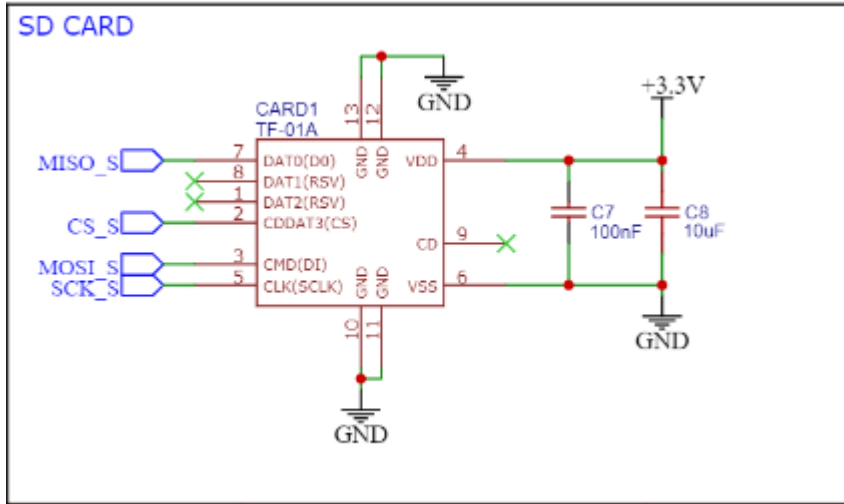 SD CARD
GND
+3.3V
CARD1
TF-01A
13
12
GND
GND
MISO_S
7
DAT0(D0)
VDD
4
8
DAT1(RSV)
1
DAT2(RSV)
CS_S
2
CDDAT3(CS)
C7
100nF
C8
10uF
CD
9
MOSI_S
3
CMD(DI)
SCK_S
5
CLK(SCLK)
GND
GND
VSS
6
10
11
GND
GND